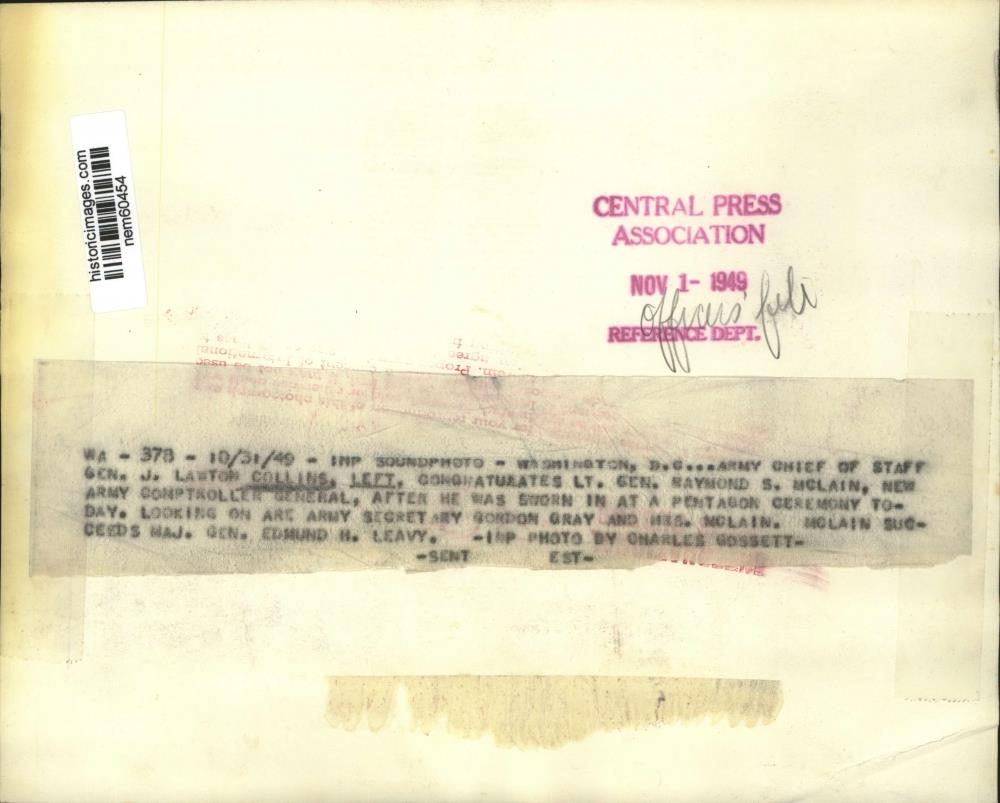 historicimages.com
nem60454
CENTRAL PRESS
ASSOCIATION
NOV 1- 1949
officers'
REFERENCE DEPT.
WA - 378 - 10/31/49 - INP SOUNDPHOTO - WASHINGTON, D.C...ARMY CHIEF OF STAFF
GEN. J. LAWTON COLLINS, LEFT, CONGRATULATES LT. GEN. RAYMOND S. MCLAIN, NEW
ARMY COMPTROLLER GENERAL, AFTER HE WAS SWORN IN AT A PENTAGON CEREMONY TO-
DAY. LOOKING ON ARE ARMY SECRETARY GORDON GRAY AND MRS. MCLAIN. MCLAIN SUC-
CEEDS MAJ. GEN. EDMUND H. LEAVY. -INP PHOTO BY CHARLES GOSSETT-
-SENT EST-